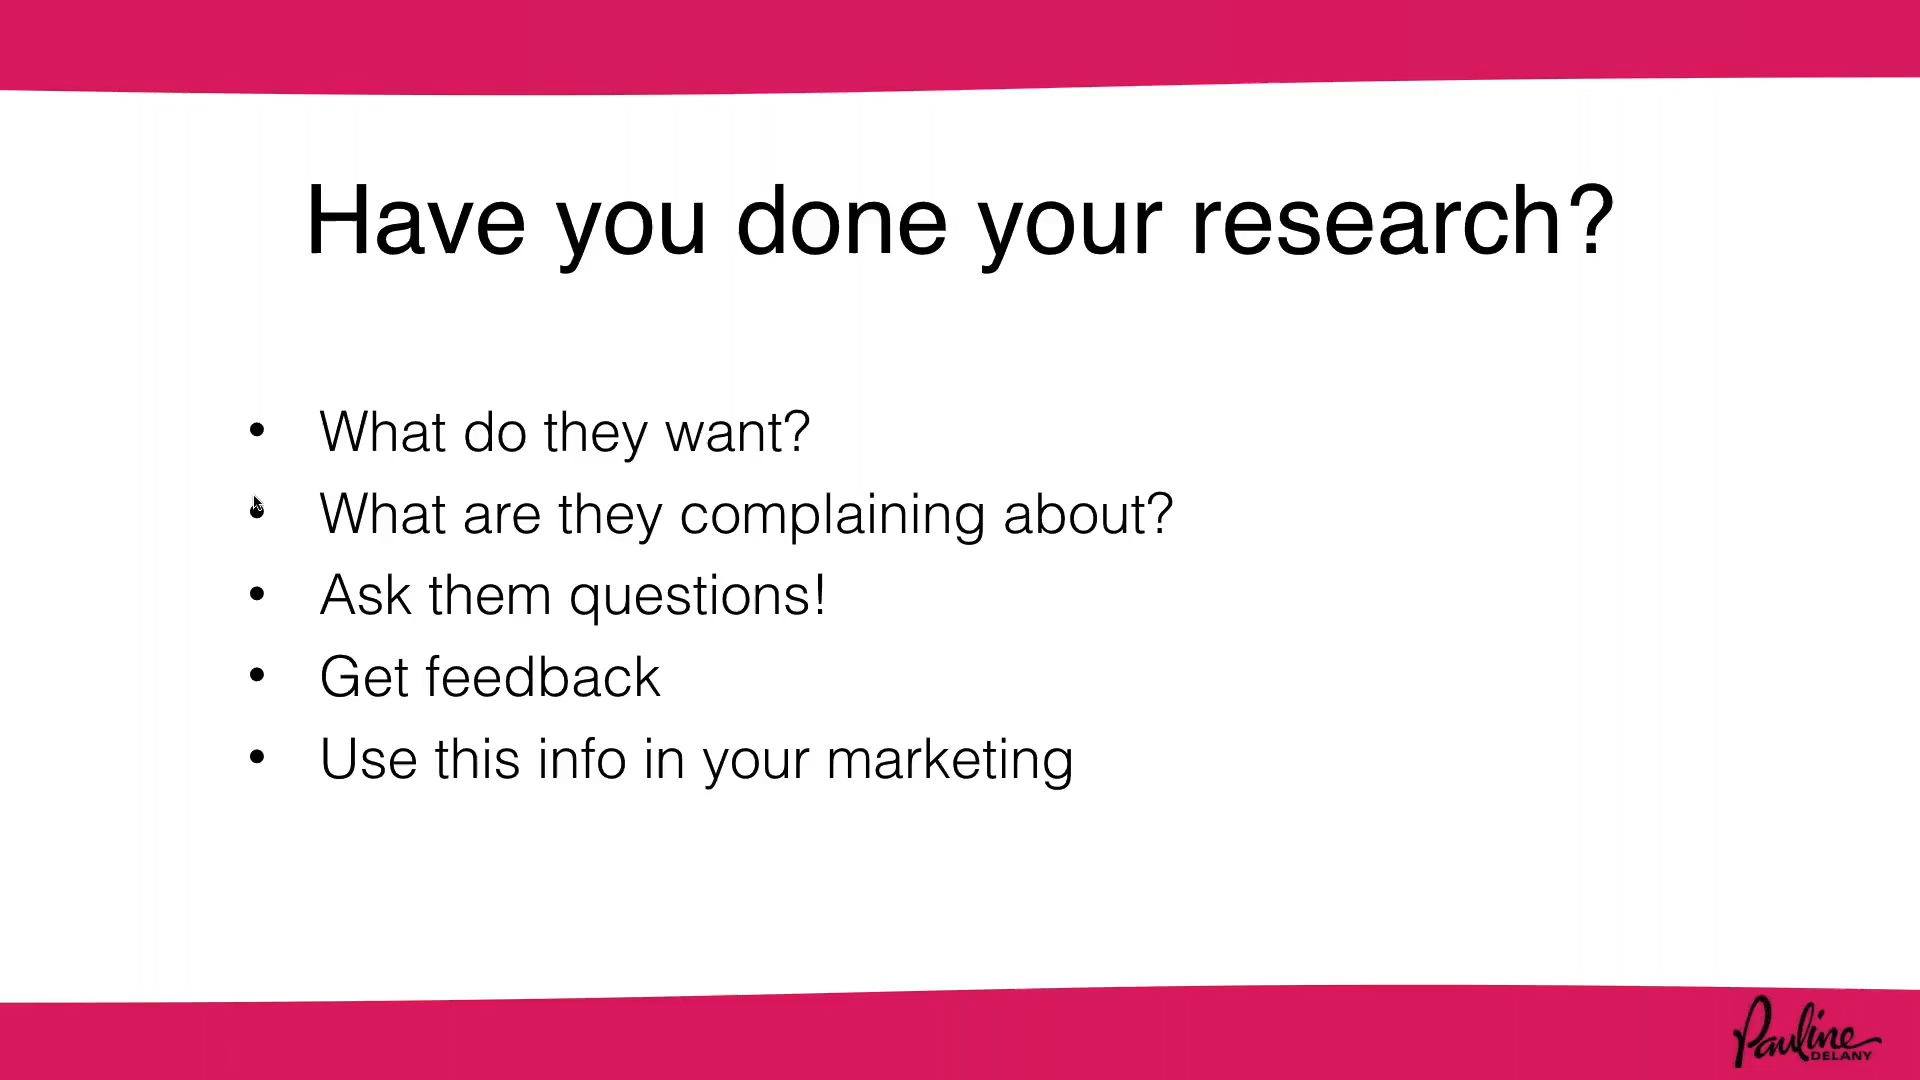 Have you done your research?
• What do they want?
• What are they complaining about?
• Ask them questions!
• Get feedback
• Use this info in your marketing
Pauline
DELANY